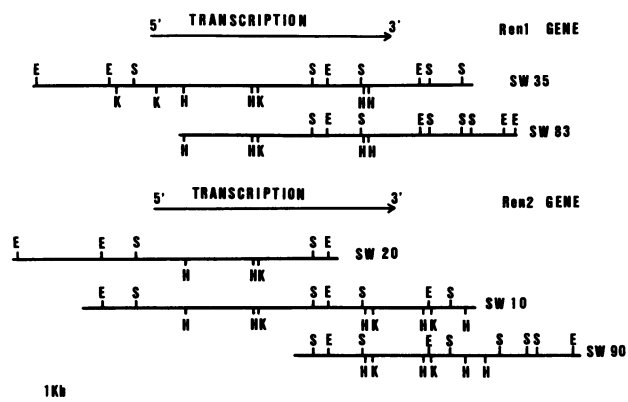 TRANSCRIPTION
5' 3'
Ren1 GENE
E E S S E S E S S
SW 35
K K H H K H H
S E S E S S S E E
SW 83
H H K H H
TRANSCRIPTION
5' 3'
Ren2 GENE
E E S S E
SW 20
H H K
E S S E S E S
SW 10
H H K H K H K H
S E S E S S S E
SW 90
H K H K H H
1Kb